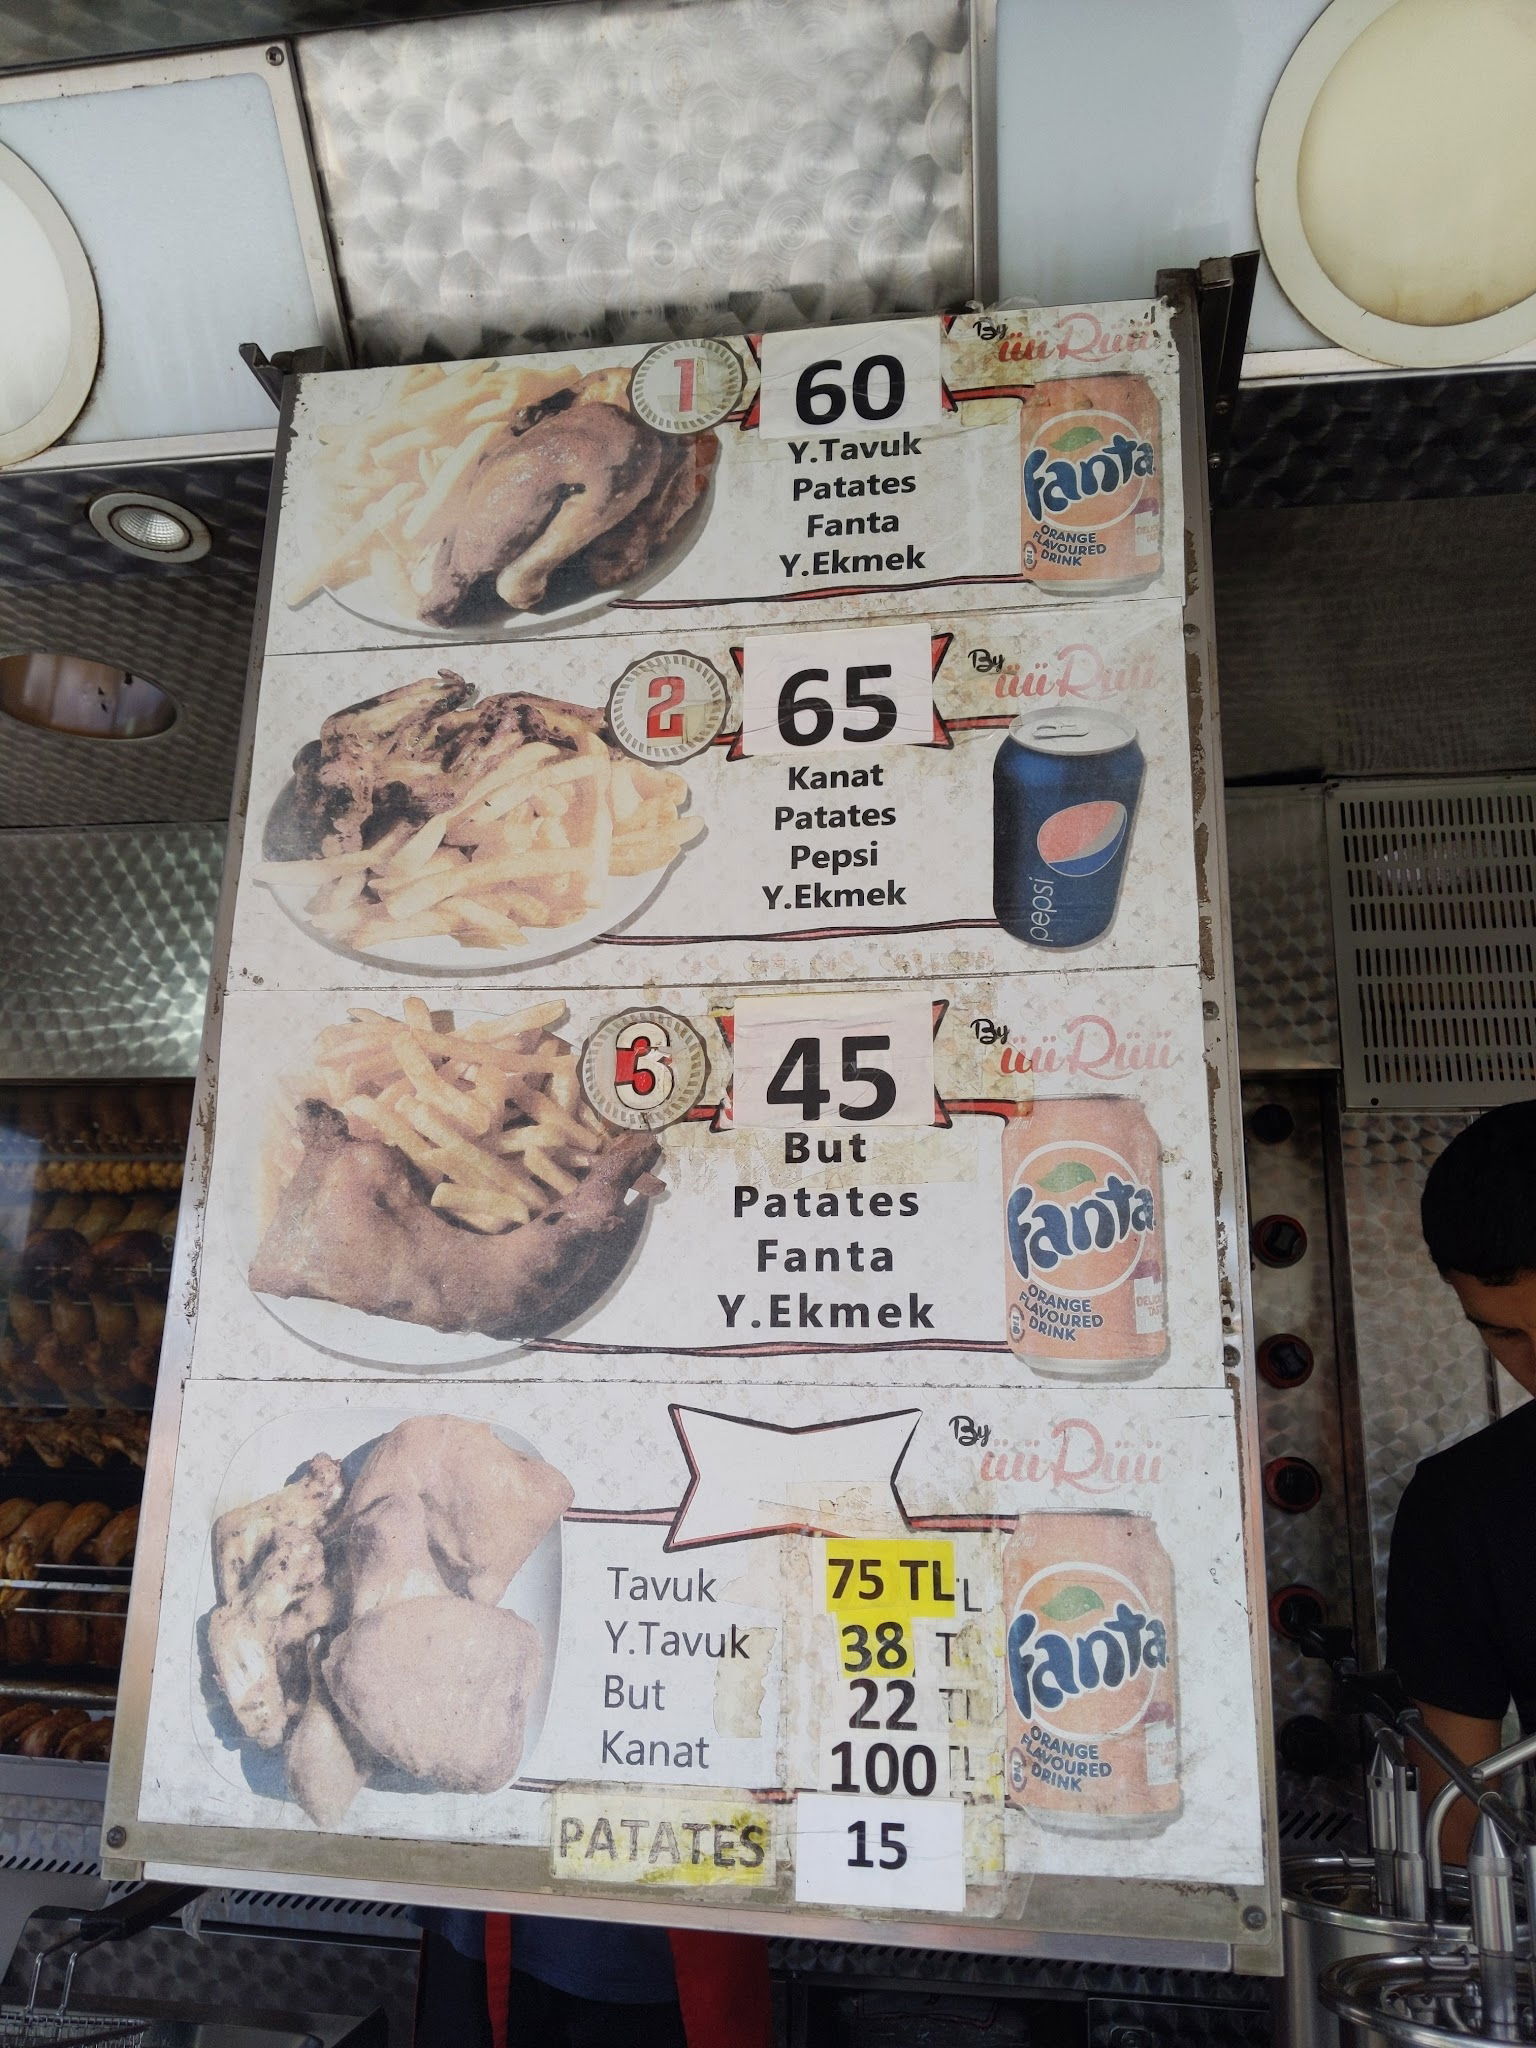 1
60
By
üüRüü
Y.Tavuk
Patates
Fanta
Y.Ekmek
Fanta
ORANGE
FLAVOURED
DRINK
2
65
By
üüRüü
Kanat
Patates
Pepsi
Y.Ekmek
pepsi
3
45
By
üüRüü
But
Patates
Fanta
Y.Ekmek
Fanta
ORANGE
FLAVOURED
DRINK
By
üüRüü
Tavuk 75 TL
Y.Tavuk 38 T
But 22 TL
Kanat 100 TL
PATATES 15
Fanta
ORANGE
FLAVOURED
DRINK